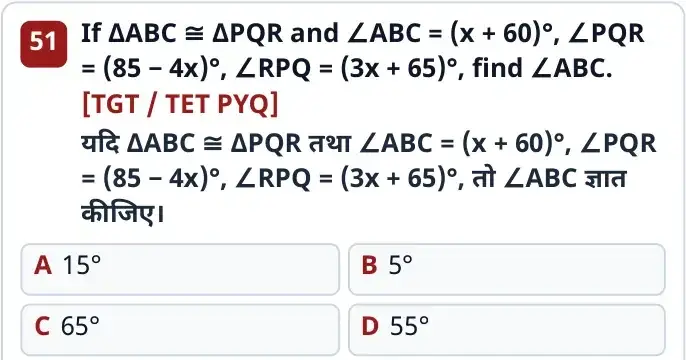 51 If ΔABC ≅ ΔPQR and ∠ABC = (x + 60)°, ∠PQR
= (85 − 4x)°, ∠RPQ = (3x + 65)°, find ∠ABC.
[TGT / TET PYQ]
यदि ΔABC ≅ ΔPQR तथा ∠ABC = (x + 60)°, ∠PQR
= (85 − 4x)°, ∠RPQ = (3x + 65)°, तो ∠ABC ज्ञात
कीजिए।
A 15°
B 5°
C 65°
D 55°